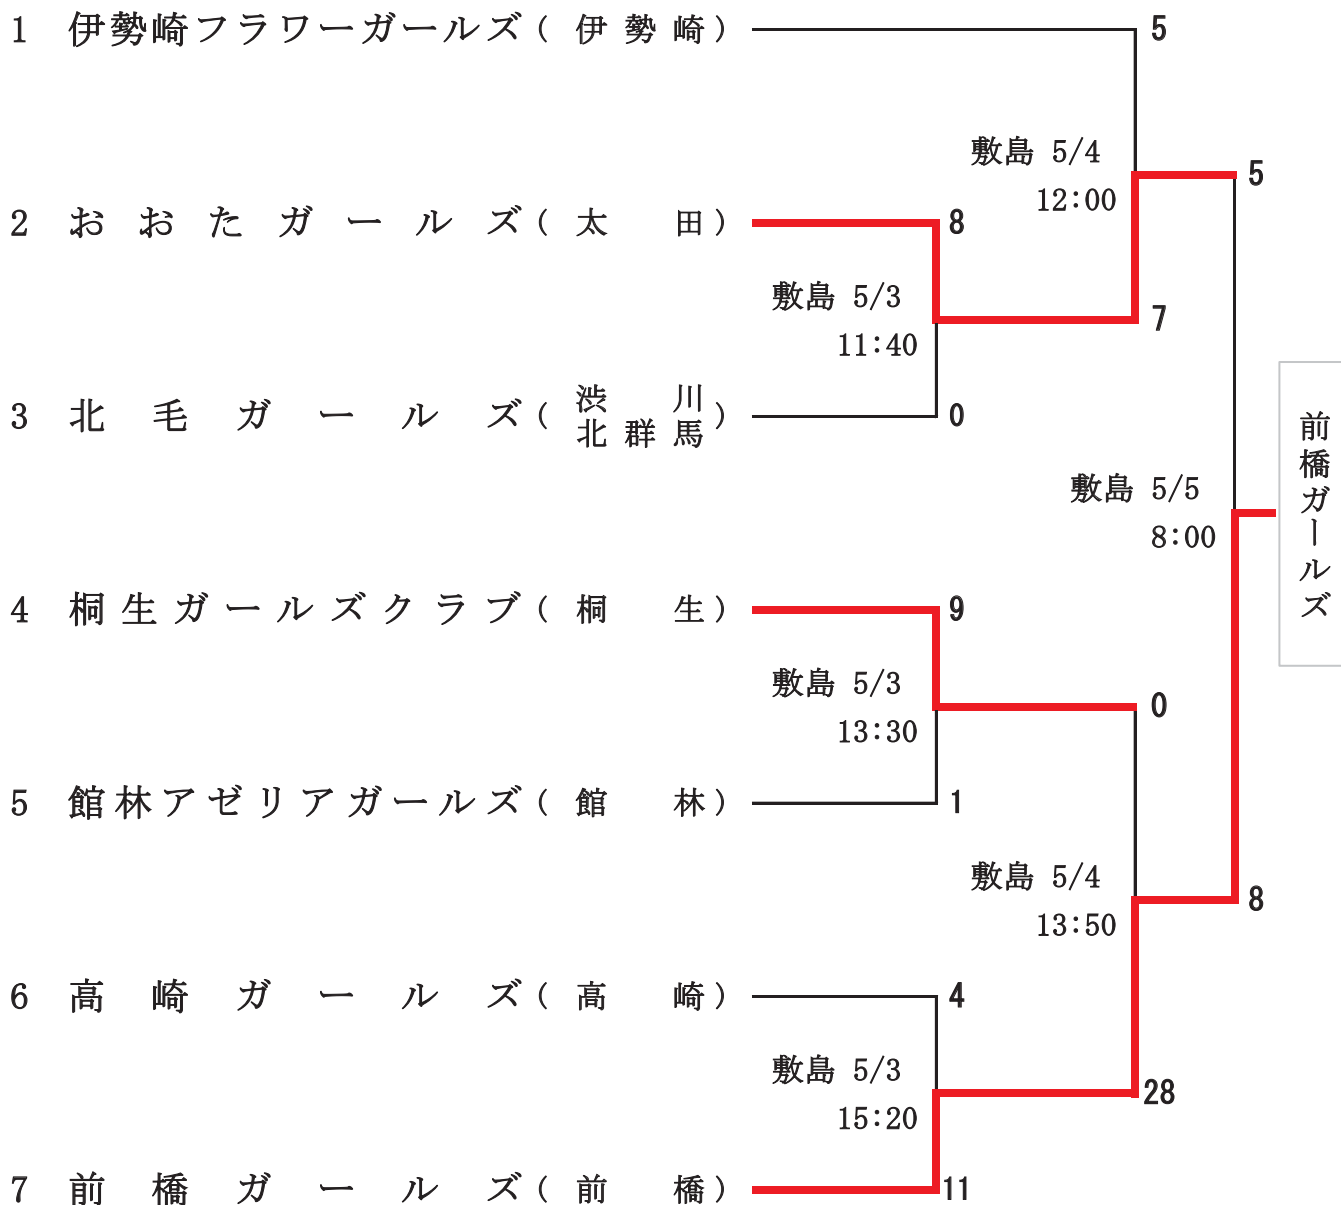 1 伊勢崎フラワーガールズ(伊勢崎) 5
敷島 5/4
12:00
5
2 おおたガールズ(太田) 8
敷島 5/3
11:40
7
3 北毛ガールズ(渋川北群馬) 0
前橋ガールズ
敷島 5/5
8:00
4 桐生ガールズクラブ(桐生) 9
敷島 5/3
13:30
0
5 館林アゼリアガールズ(館林) 1
敷島 5/4
13:50
8
6 高崎ガールズ(高崎) 4
敷島 5/3
15:20
28
7 前橋ガールズ(前橋) 11